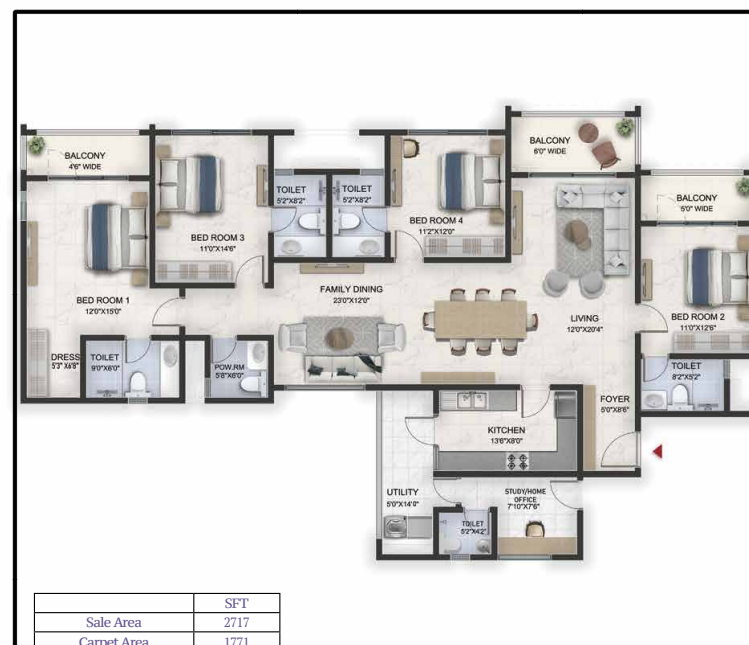 BALCONY
4'6" WIDE
BED ROOM 3
11'0"X14'6"
TOILET
5'2"X8'2"
TOILET
5'2"X8'2"
BED ROOM 4
11'2"X12'0"
BALCONY
6'0" WIDE
BALCONY
5'0" WIDE
BED ROOM 1
12'0"X15'0"
FAMILY DINING
23'0"X12'0"
LIVING
12'0"X20'4"
BED ROOM 2
11'0"X12'6"
DRESS
5'3" X6'8"
TOILET
9'0"X6'0"
POW.RM
5'8"X6'0"
TOILET
8'2"X5'2"
FOYER
5'0"X8'6"
KITCHEN
13'6"X8'0"
UTILITY
5'0"X14'0"
STUDY/HOME
OFFICE
7'10"X7'6"
TOILET
5'2"X4'2"
SFT
Sale Area 2717
Carpet Area 1771